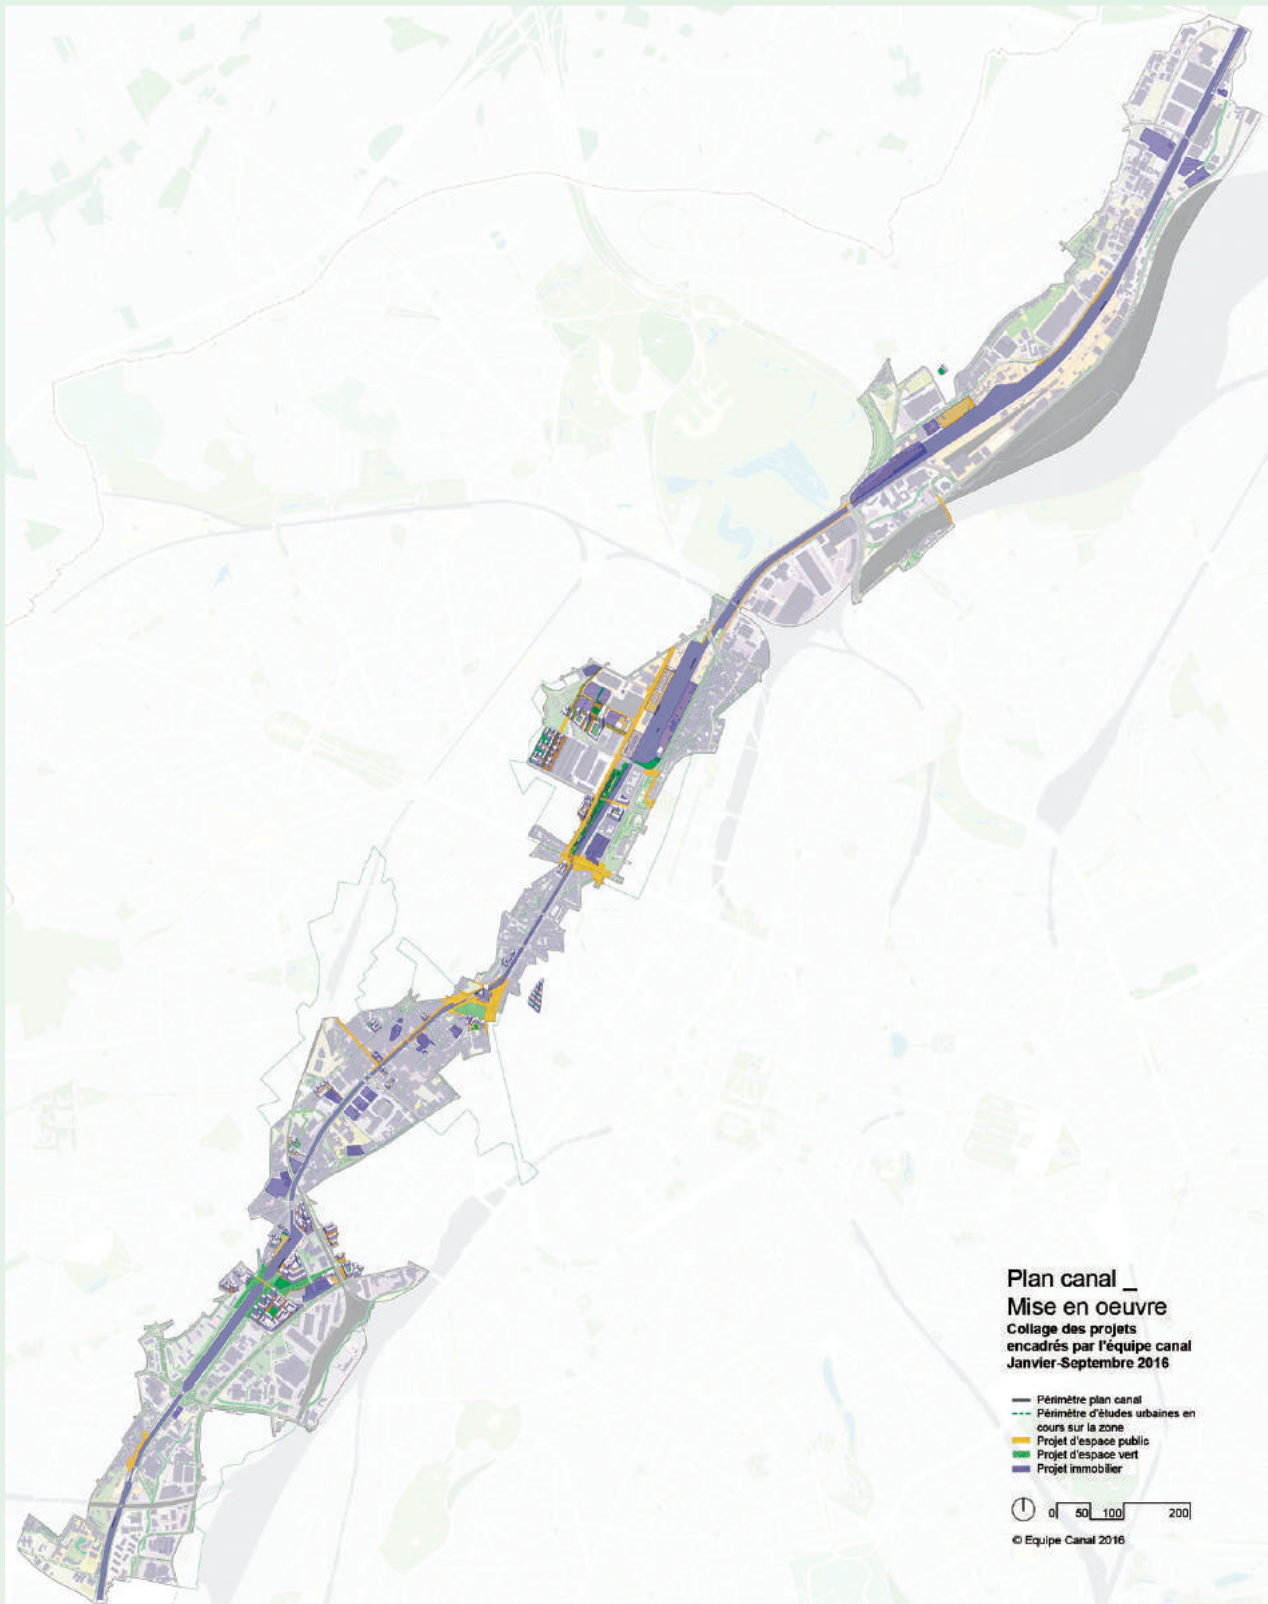 Plan canal _
Mise en oeuvre
Collage des projets
encadrés par l'équipe canal
Janvier-Septembre 2016
Périmètre plan canal
Périmètre d'études urbaines en
cours sur la zone
Projet d'espace public
Projet d'espace vert
Projet immobilier
0 50 100 200
© Equipe Canal 2016